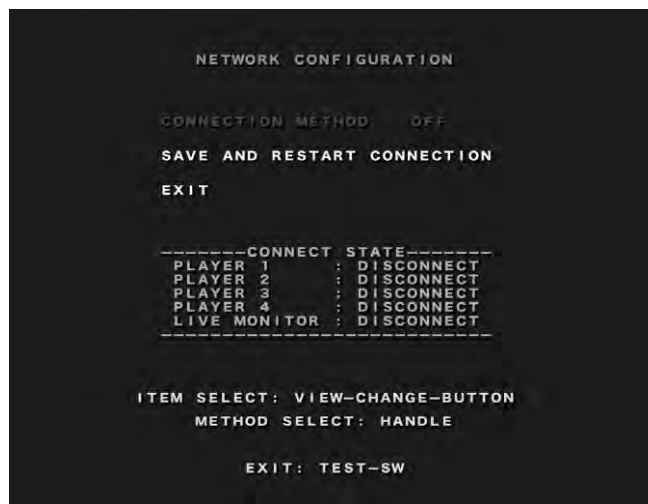 NETWORK CONFIGURATION
CONNECTION METHOD OFF
SAVE AND RESTART CONNECTION
EXIT
-------CONNECT STATE-------
PLAYER 1 : DISCONNECT
PLAYER 2 : DISCONNECT
PLAYER 3 : DISCONNECT
PLAYER 4 : DISCONNECT
LIVE MONITOR : DISCONNECT
---------------------------
ITEM SELECT: VIEW-CHANGE-BUTTON
METHOD SELECT: HANDLE
EXIT: TEST-SW